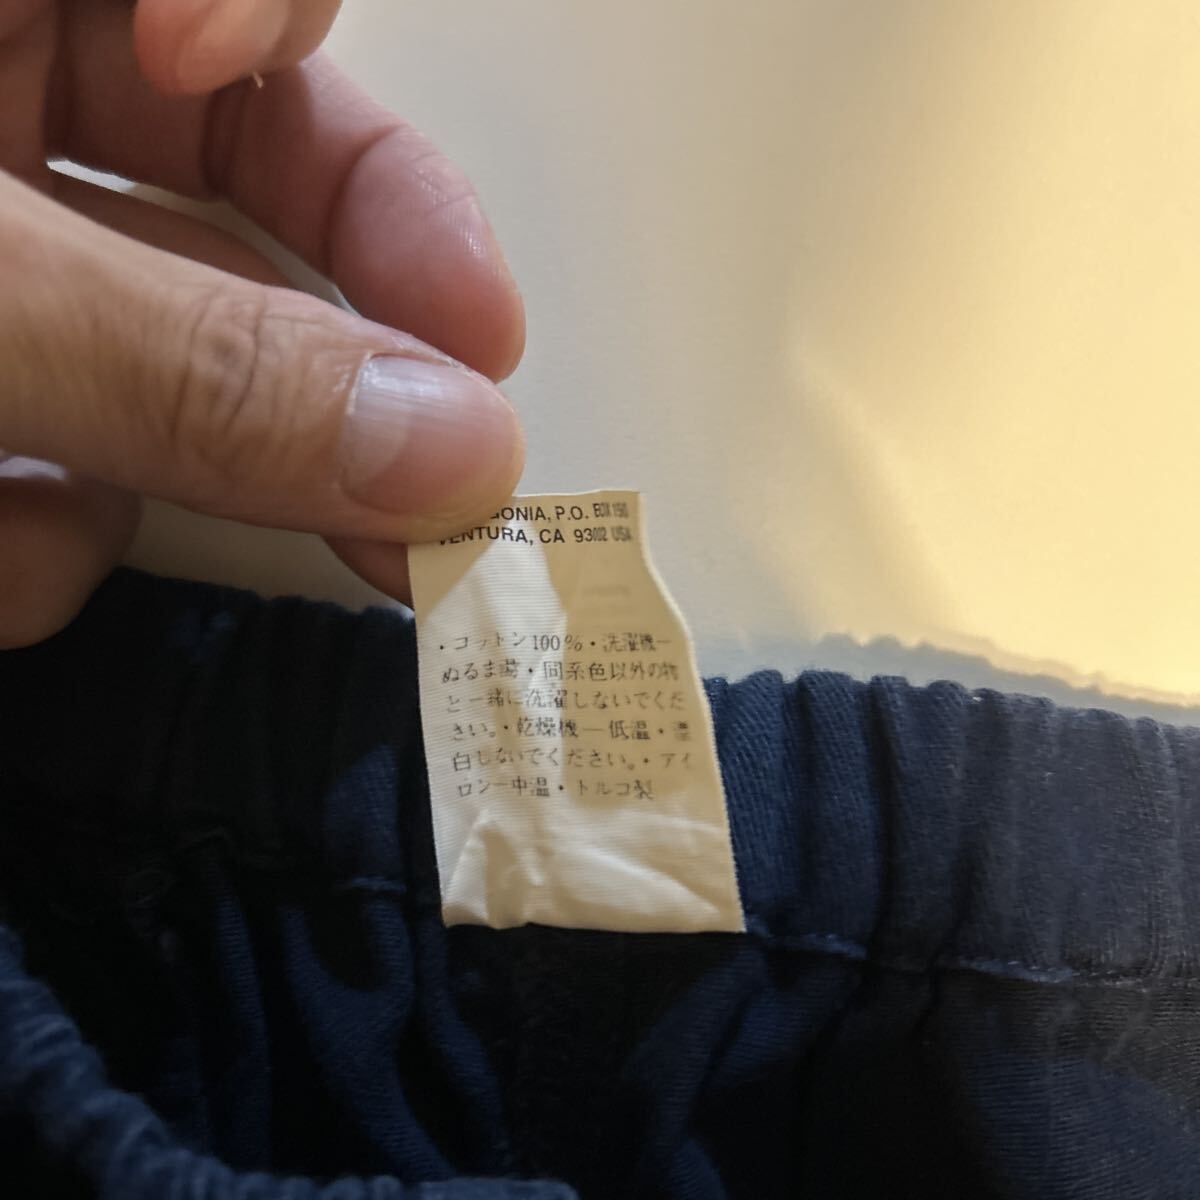 GONIA, P.O. BOX 150
VENTURA, CA 93002 USA
・コットン100%・洗濯機一
ぬるま湯・同系色以外の物
と一緒に洗濯しないでくだ
さい。・乾燥機一低温・漂
白しないでください。・アイ
ロン一中温・トルコ製